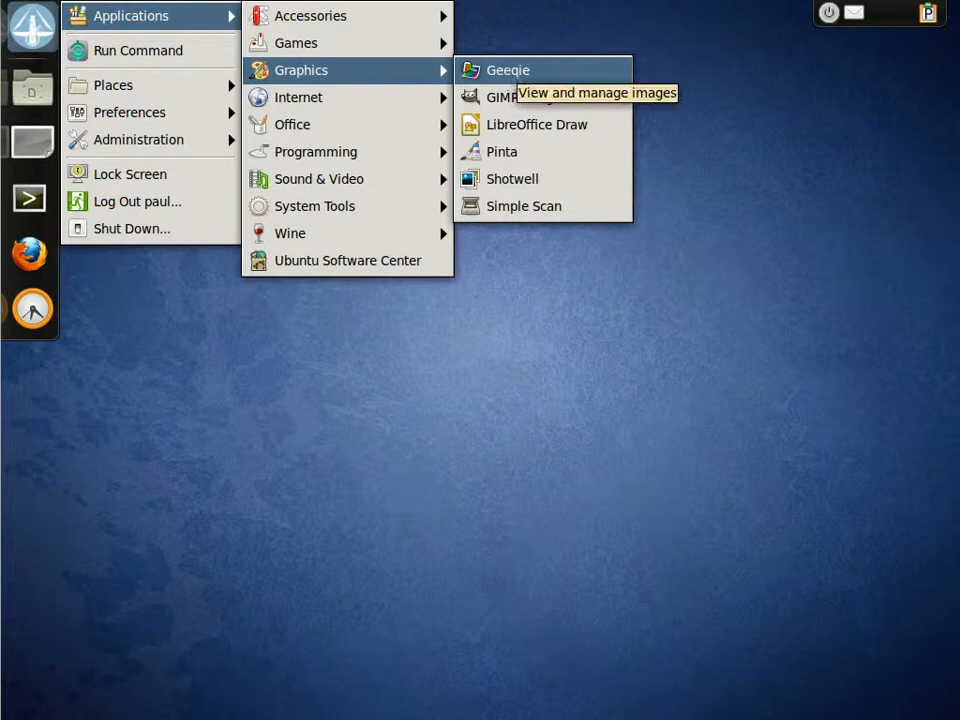 Applications
Run Command
Places
Preferences
Administration
Lock Screen
Log Out paul...
Shut Down...
Accessories
Games
Graphics
Internet
Office
Programming
Sound & Video
System Tools
Wine
Ubuntu Software Center
Geeqie
View and manage images
LibreOffice Draw
Pinta
Shotwell
Simple Scan
D
P